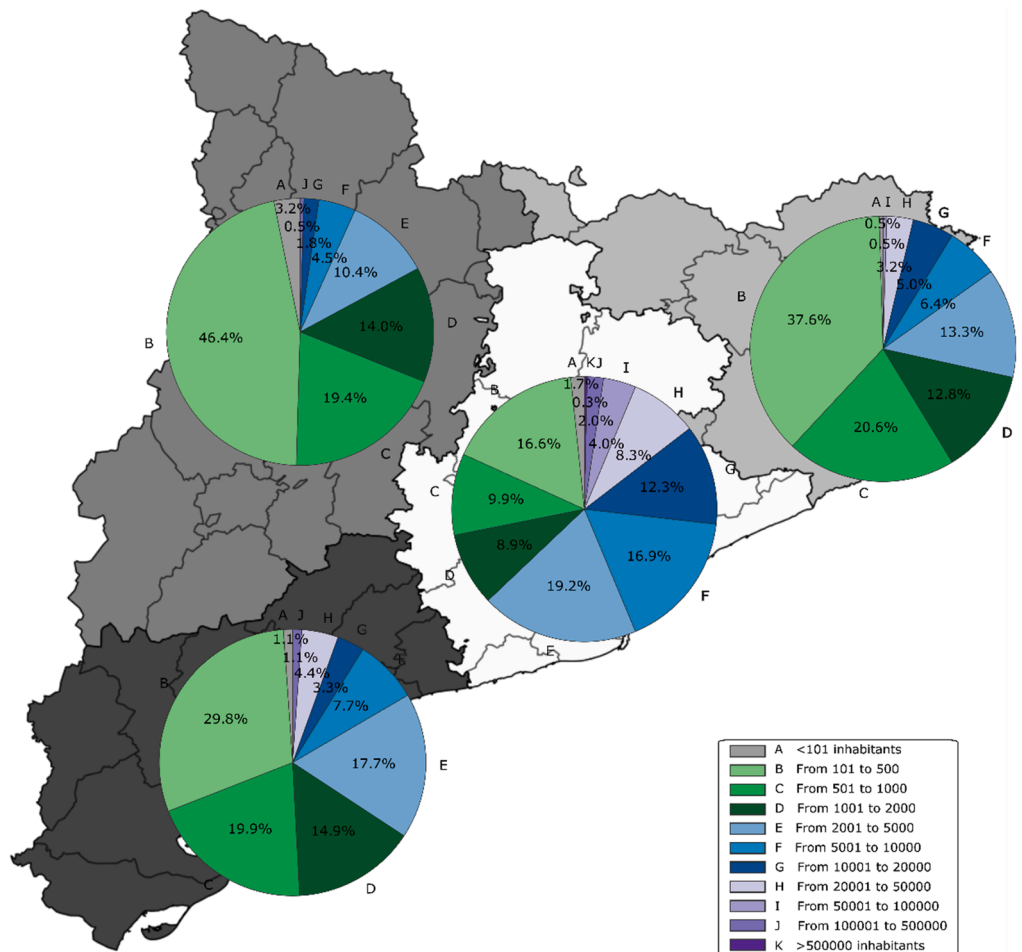 A J G F
3.2%
0.5%
1.8%
4.5%
E
10.4%
D
14.0%
B
46.4%
19.4%
C
A I H
G
F
0.5%
0.5%
3.2%
5.0%
6.4%
B
37.6%
13.3%
12.8%
D
20.6%
C
A K J I
H
1.7%
0.3%
2.0%
4.0%
8.3%
B
16.6%
G
12.3%
C
9.9%
8.9%
16.9%
D
19.2%
F
E
A J H G
F
1.1%
1.1%
4.4%
3.3%
7.7%
B
29.8%
17.7%
E
19.9%
14.9%
C
D
A <101 inhabitants
B From 101 to 500
C From 501 to 1000
D From 1001 to 2000
E From 2001 to 5000
F From 5001 to 10000
G From 10001 to 20000
H From 20001 to 50000
I From 50001 to 100000
J From 100001 to 500000
K >500000 inhabitants